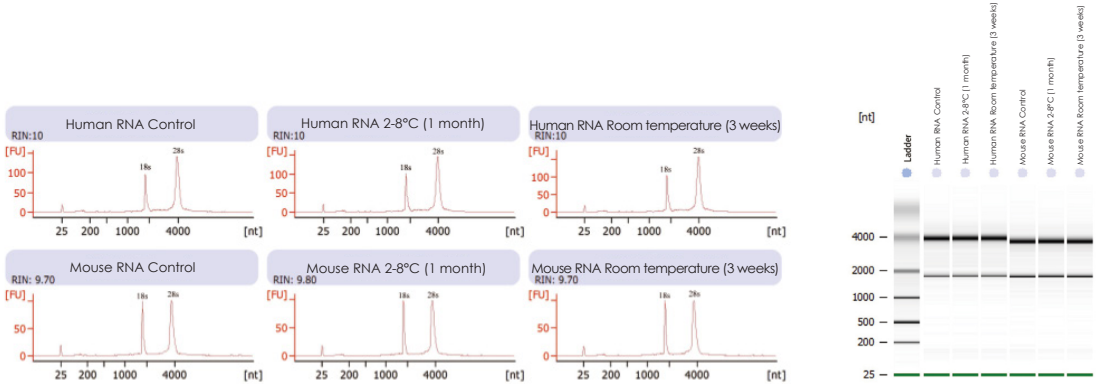 Human RNA Control
RIN:10
[FU]
18s
28s
150
100
50
0
25 200 1000 4000 [nt]
Human RNA 2-8ºC (1 month)
RIN:10
[FU]
18s
28s
150
100
50
0
25 200 1000 4000 [nt]
Human RNA Room temperature (3 weeks)
RIN:10
[FU]
18s
28s
100
50
0
25 200 1000 4000 [nt]
Mouse RNA Control
RIN: 9.70
[FU]
18s
28s
50
0
25 200 1000 4000 [nt]
Mouse RNA 2-8ºC (1 month)
RIN: 9.80
[FU]
18s
28s
50
0
25 200 1000 4000 [nt]
Mouse RNA Room temperature (3 weeks)
RIN: 9.70
[FU]
18s
28s
50
0
25 200 1000 4000 [nt]
[nt]
Ladder
Human RNA Control
Human RNA 2-8ºC (1 month)
Human RNA Room temperature (3 weeks)
Mouse RNA Control
Mouse RNA 2-8ºC (1 month)
Mouse RNA Room temperature (3 weeks)
4000
2000
1000
500
200
25